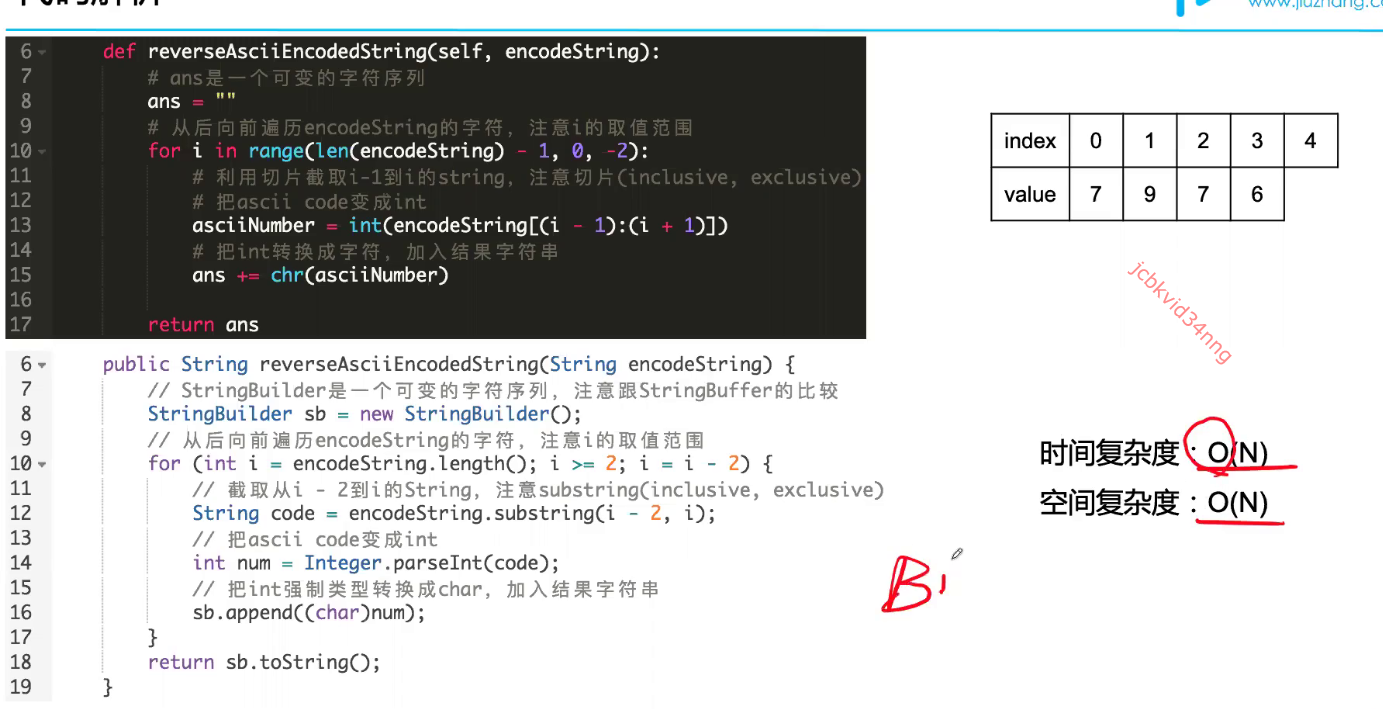 www.jiuzhang.c
6 def reverseAsciiEncodedString(self, encodeString):
7 # ans是一个可变的字符序列
8 ans = ""
9 # 从后向前遍历encodeString的字符，注意i的取值范围
10 for i in range(len(encodeString) - 1, 0, -2):
11 # 利用切片截取i-1到i的string，注意切片(inclusive, exclusive)
12 # 把ascii code变成int
13 asciiNumber = int(encodeString[(i - 1):(i + 1)])
14 # 把int转换成字符，加入结果字符串
15 ans += chr(asciiNumber)
16
17 return ans
6 public String reverseAsciiEncodedString(String encodeString) {
7 // StringBuilder是一个可变的字符序列，注意跟StringBuffer的比较
8 StringBuilder sb = new StringBuilder();
9 // 从后向前遍历encodeString的字符，注意i的取值范围
10 for (int i = encodeString.length(); i >= 2; i = i - 2) {
11 // 截取从i - 2到i的String，注意substring(inclusive, exclusive)
12 String code = encodeString.substring(i - 2, i);
13 // 把ascii code变成int
14 int num = Integer.parseInt(code);
15 // 把int强制类型转换成char，加入结果字符串
16 sb.append((char)num);
17 }
18 return sb.toString();
19 }
index 0 1 2 3 4
value 7 9 7 6
jcbkvid34nng
时间复杂度：O(N)
空间复杂度：O(N)
Bi